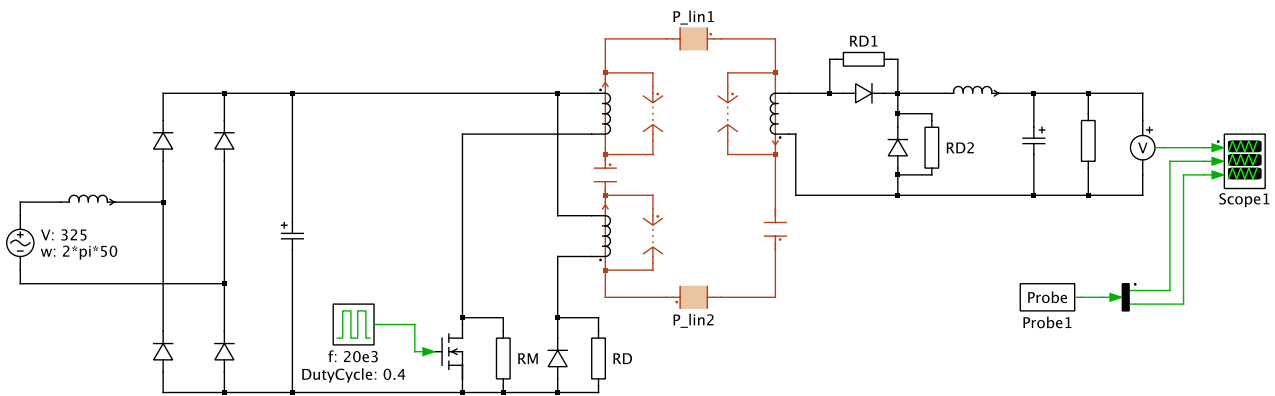 P_lin1
RD1
RD2
V
Scope1
V: 325
w: 2*pi*50
Probe
Probe1
P_lin2
RM
RD
f: 20e3
DutyCycle: 0.4